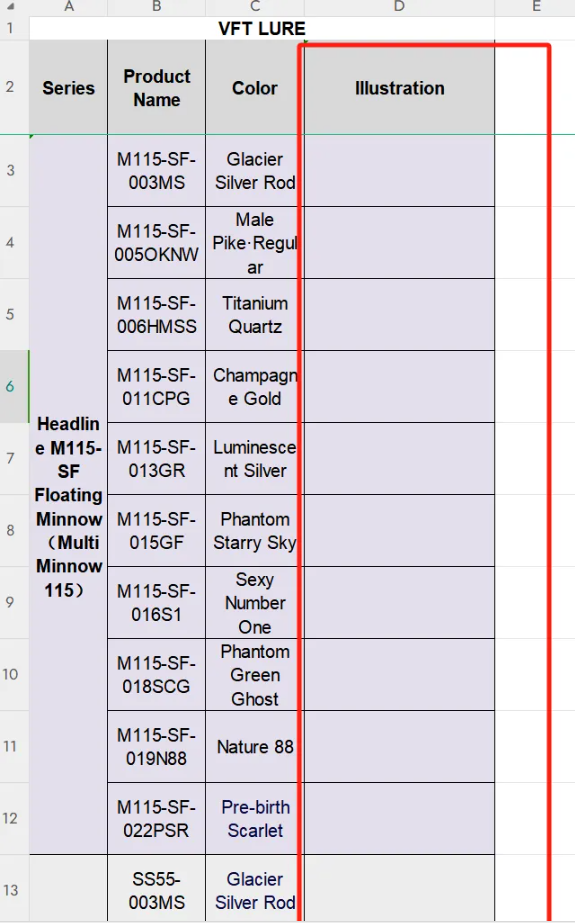 A B C D E
1 VFT LURE
2 Series Product Name Color Illustration
3 M115-SF-003MS Glacier Silver Rod
4 M115-SF-005OKNW Male Pike·Regular
5 M115-SF-006HMSS Titanium Quartz
6 M115-SF-011CPG Champagne Gold
Headline M115-SF Floating Minnow（Multi Minnow 115）
7 M115-SF-013GR Luminescent Silver
8 M115-SF-015GF Phantom Starry Sky
9 M115-SF-016S1 Sexy Number One
10 M115-SF-018SCG Phantom Green Ghost
11 M115-SF-019N88 Nature 88
12 M115-SF-022PSR Pre-birth Scarlet
13 SS55-003MS Glacier Silver Rod